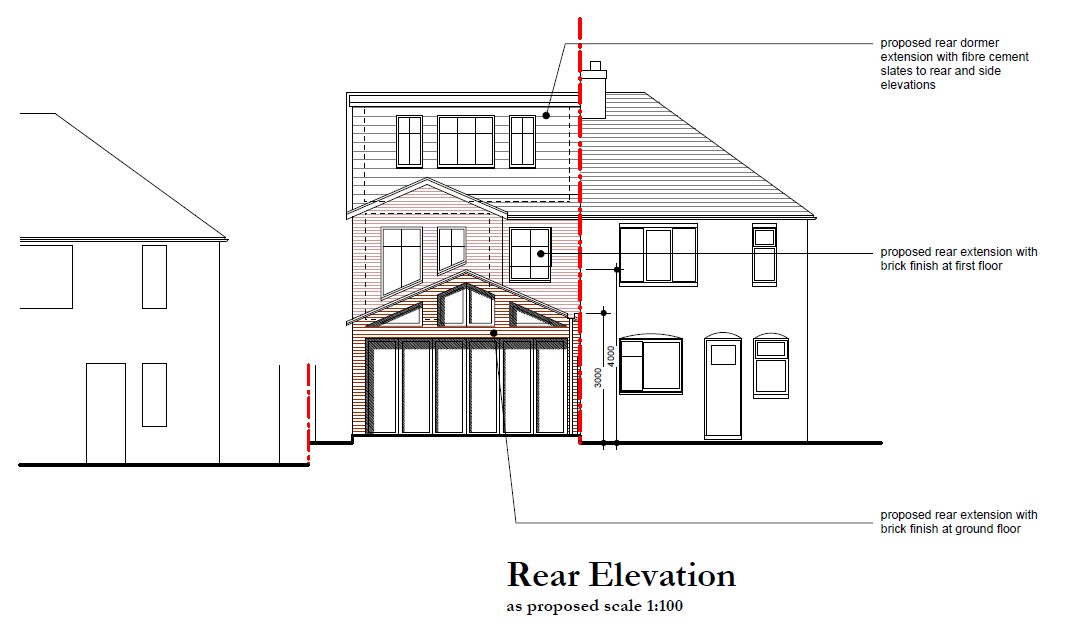 proposed rear dormer
extension with fibre cement
slates to rear and side
elevations
proposed rear extension with
brick finish at first floor
4000
3000
proposed rear extension with
brick finish at ground floor
Rear Elevation
as proposed scale 1:100